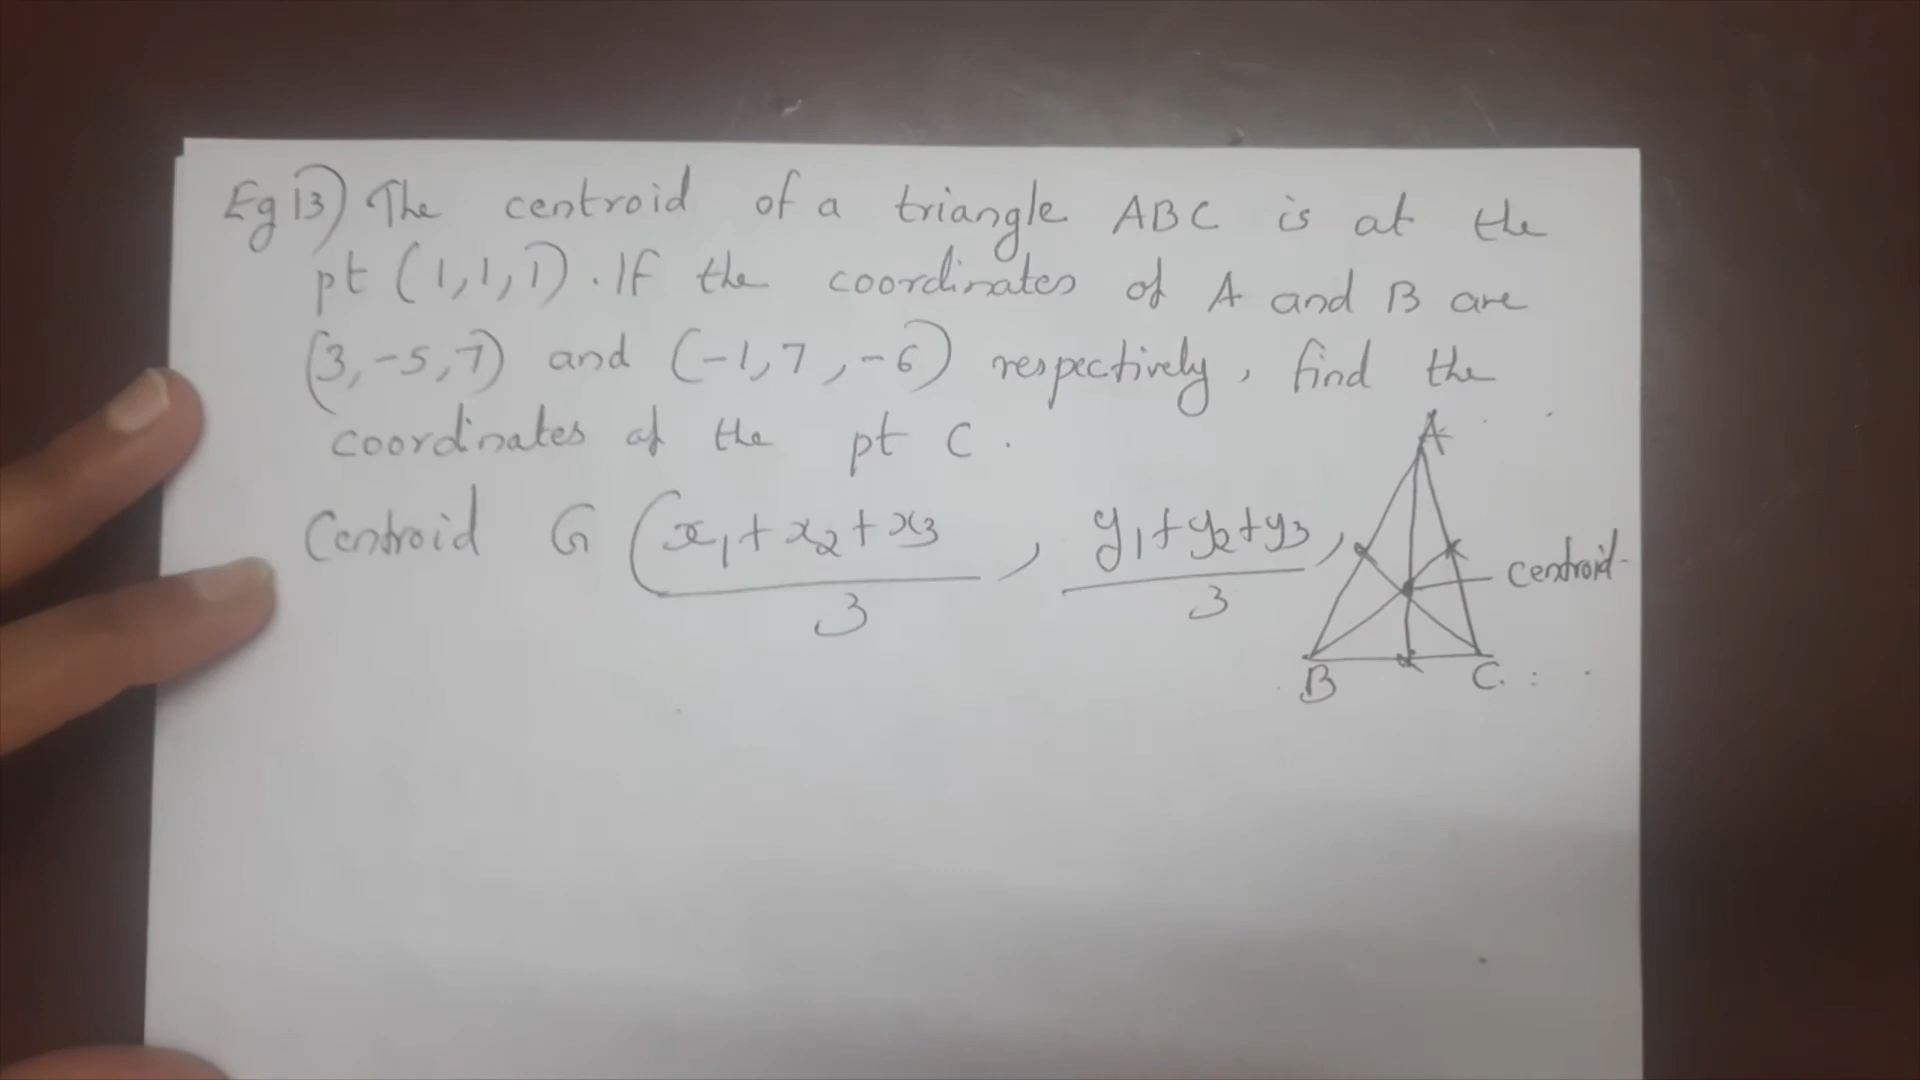 Eg 13) The centroid of a triangle ABC is at the
pt (1,1,1). If the coordinates of A and B are
(3,-5,7) and (-1,7,-6) respectively, find the
coordinates of the pt C.
Centroid G (x₁+x₂+x₃/3, y₁+y₂+y₃/3,
A
centroid
B C